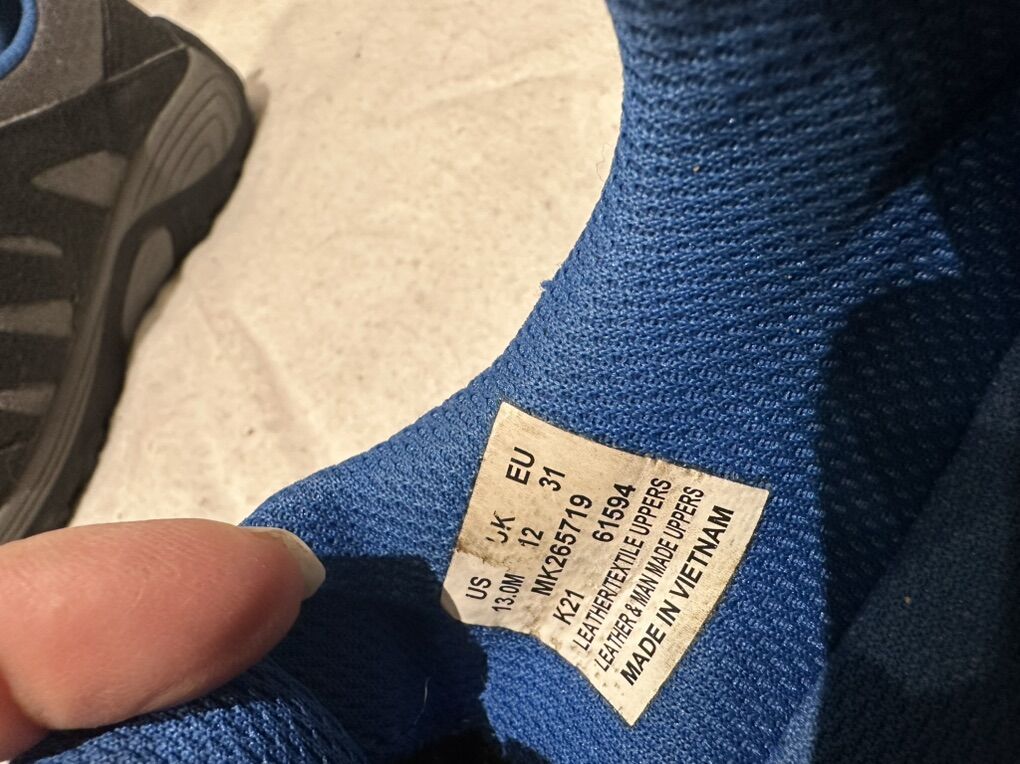 US UK EU
13.0M 12 31
MK265719
K21 61594
LEATHER/TEXTILE UPPERS
LEATHER & MAN MADE UPPERS
MADE IN VIETNAM